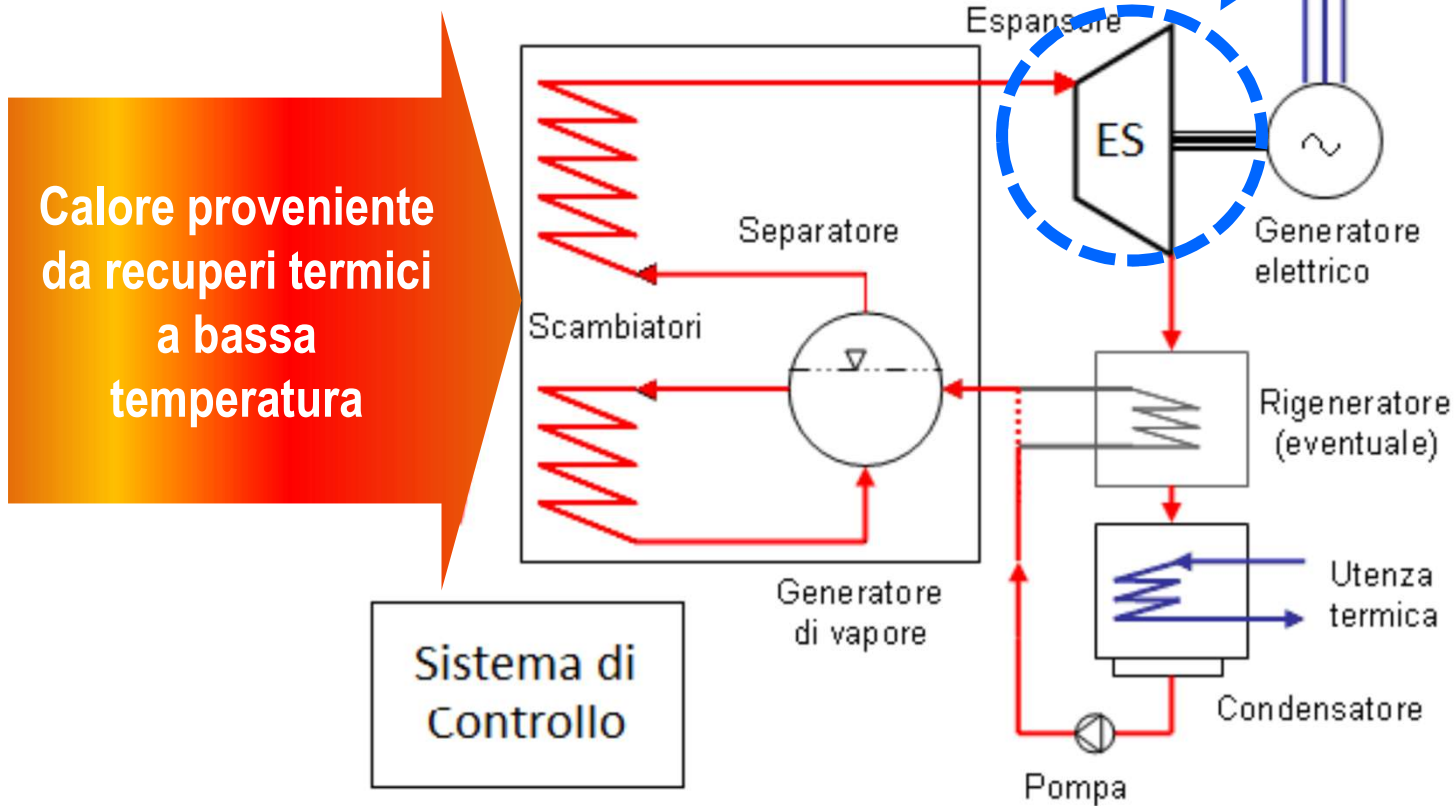 Espansore
ES
Calore proveniente
da recuperi termici
a bassa
temperatura
Separatore
Generatore
elettrico
Scambiatori
Rigeneratore
(eventuale)
Generatore
di vapore
Utenza
termica
Sistema di
Controllo
Condensatore
Pompa